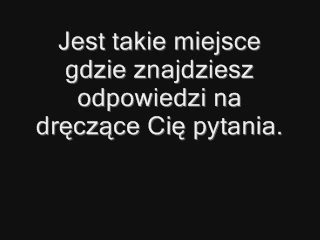 Jest takie miejsce
gdzie znajdziesz
odpowiedzi na
dręczące Cię pytania.